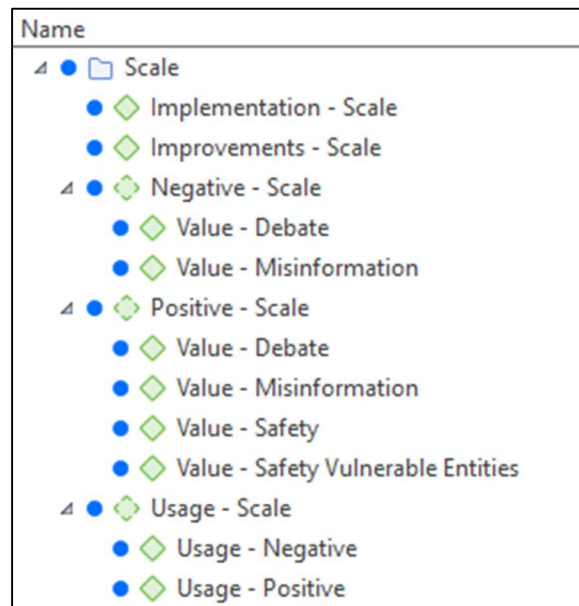 Name
Scale
Implementation - Scale
Improvements - Scale
Negative - Scale
Value - Debate
Value - Misinformation
Positive - Scale
Value - Debate
Value - Misinformation
Value - Safety
Value - Safety Vulnerable Entities
Usage - Scale
Usage - Negative
Usage - Positive